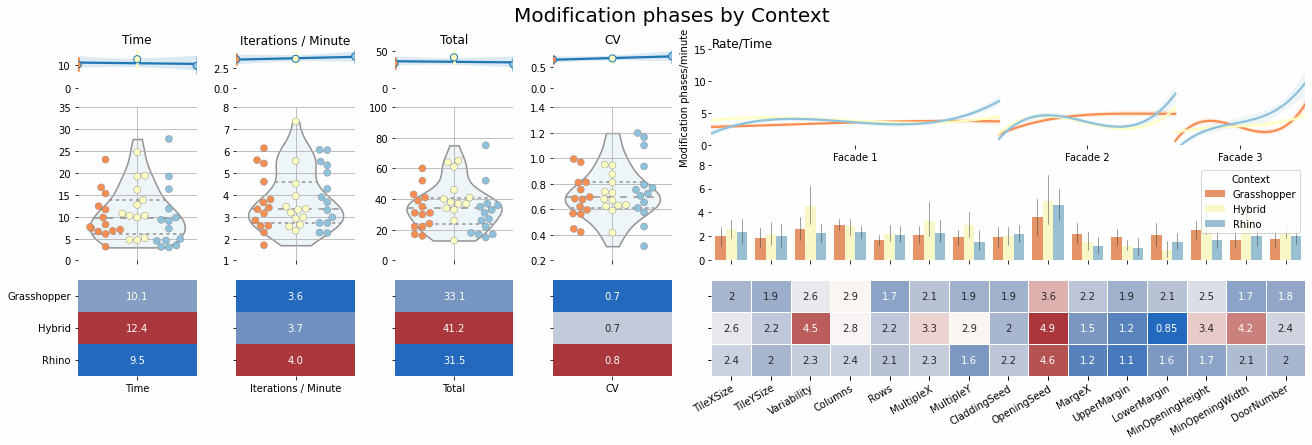 Modification phases by Context
Time
Iterations / Minute
Total
CV
Rate/Time
10
0
2.5
0.0
50
0
0.5
0.0
Modification phases/minute
15
10
5
0
Facade 1
Facade 2
Facade 3
35
30
25
20
15
10
5
0
8
7
6
5
4
3
2
1
100
80
60
40
20
0
1.4
1.2
1.0
0.8
0.6
0.4
0.2
8
6
4
2
0
Context
Grasshopper
Hybrid
Rhino
Grasshopper 10.1 3.6 33.1 0.7 2 1.9 2.6 2.9 1.7 2.1 1.9 1.9 3.6 2.2 1.9 2.1 2.5 1.7 1.8
Hybrid 12.4 3.7 41.2 0.7 2.6 2.2 4.5 2.8 2.2 3.3 2.9 2 4.9 1.5 1.2 0.85 3.4 4.2 2.4
Rhino 9.5 4.0 31.5 0.8 2.4 2 2.3 2.4 2.1 2.3 1.6 2.2 4.6 1.2 1.1 1.6 1.7 2.1 2
Time
Iterations / Minute
Total
CV
TileXSize
TileYSize
Variability
Columns
Rows
MultipleX
MultipleY
CladdingSeed
OpeningSeed
MargeX
UpperMargin
LowerMargin
MinOpeningHeight
MinOpeningWidth
DoorNumber